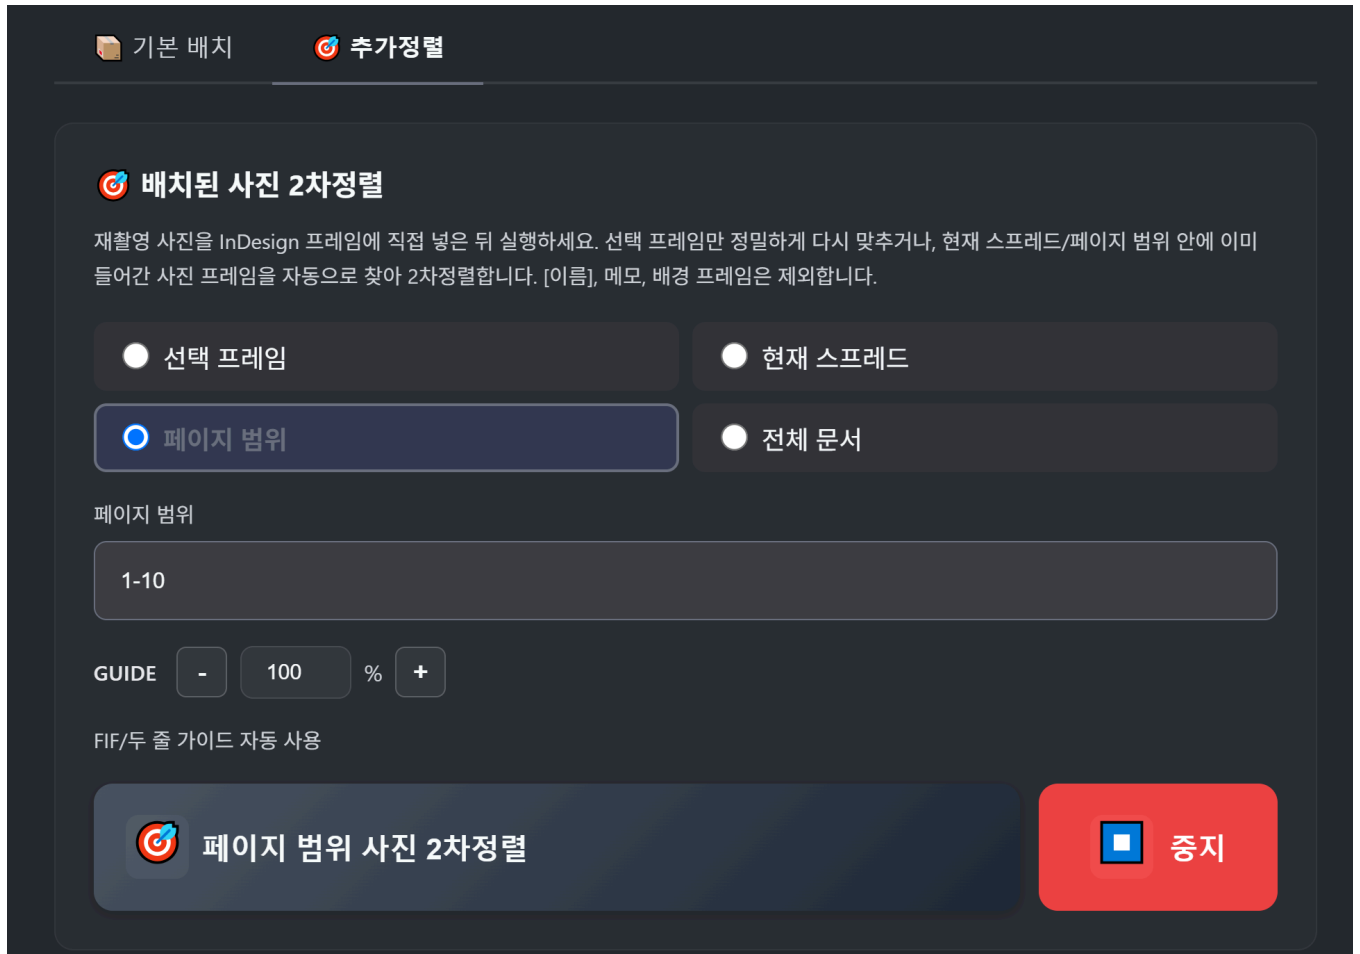 기본 배치
추가정렬
배치된 사진 2차정렬
재촬영 사진을 InDesign 프레임에 직접 넣은 뒤 실행하세요. 선택 프레임만 정밀하게 다시 맞추거나, 현재 스프레드/페이지 범위 안에 이미
들어간 사진 프레임을 자동으로 찾아 2차정렬합니다. [이름], 메모, 배경 프레임은 제외합니다.
선택 프레임
현재 스프레드
페이지 범위
전체 문서
페이지 범위
1-10
GUIDE - 100 % +
FIF/두 줄 가이드 자동 사용
페이지 범위 사진 2차정렬
중지